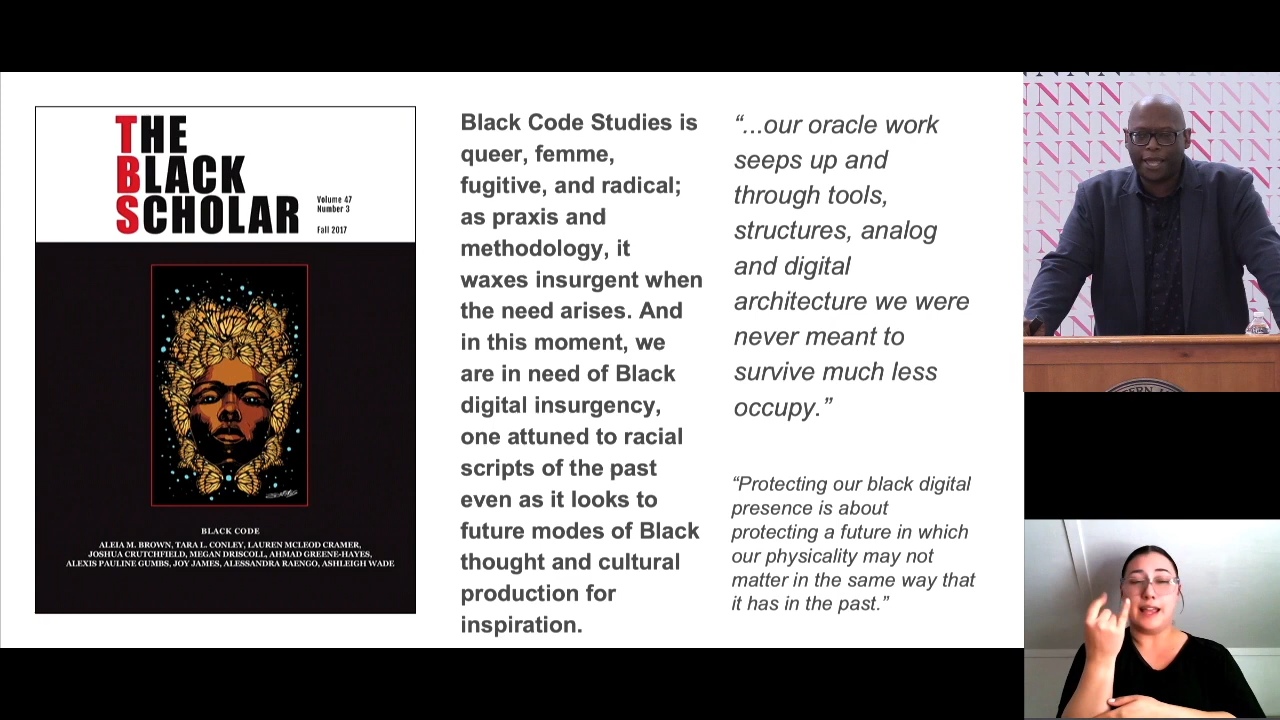 THE
BLACK
SCHOLAR
Volume 47
Number 3
Fall 2017
BLACK CODE
ALEIA M. BROWN, TARA L. CONLEY, LAUREN MCLEOD CRAMER,
JOSHUA CRUTCHFIELD, MEGAN DRISCOLL, AHMAD GREENE-HAYES,
ALEXIS PAULINE GUMBS, JOY JAMES, ALESSANDRA RAENGO, ASHLEIGH WADE
Black Code Studies is
queer, femme,
fugitive, and radical;
as praxis and
methodology, it
waxes insurgent when
the need arises. And
in this moment, we
are in need of Black
digital insurgency,
one attuned to racial
scripts of the past
even as it looks to
future modes of Black
thought and cultural
production for
inspiration.
“...our oracle work
seeps up and
through tools,
structures, analog
and digital
architecture we were
never meant to
survive much less
occupy.”
“Protecting our black digital
presence is about
protecting a future in which
our physicality may not
matter in the same way that
it has in the past.”